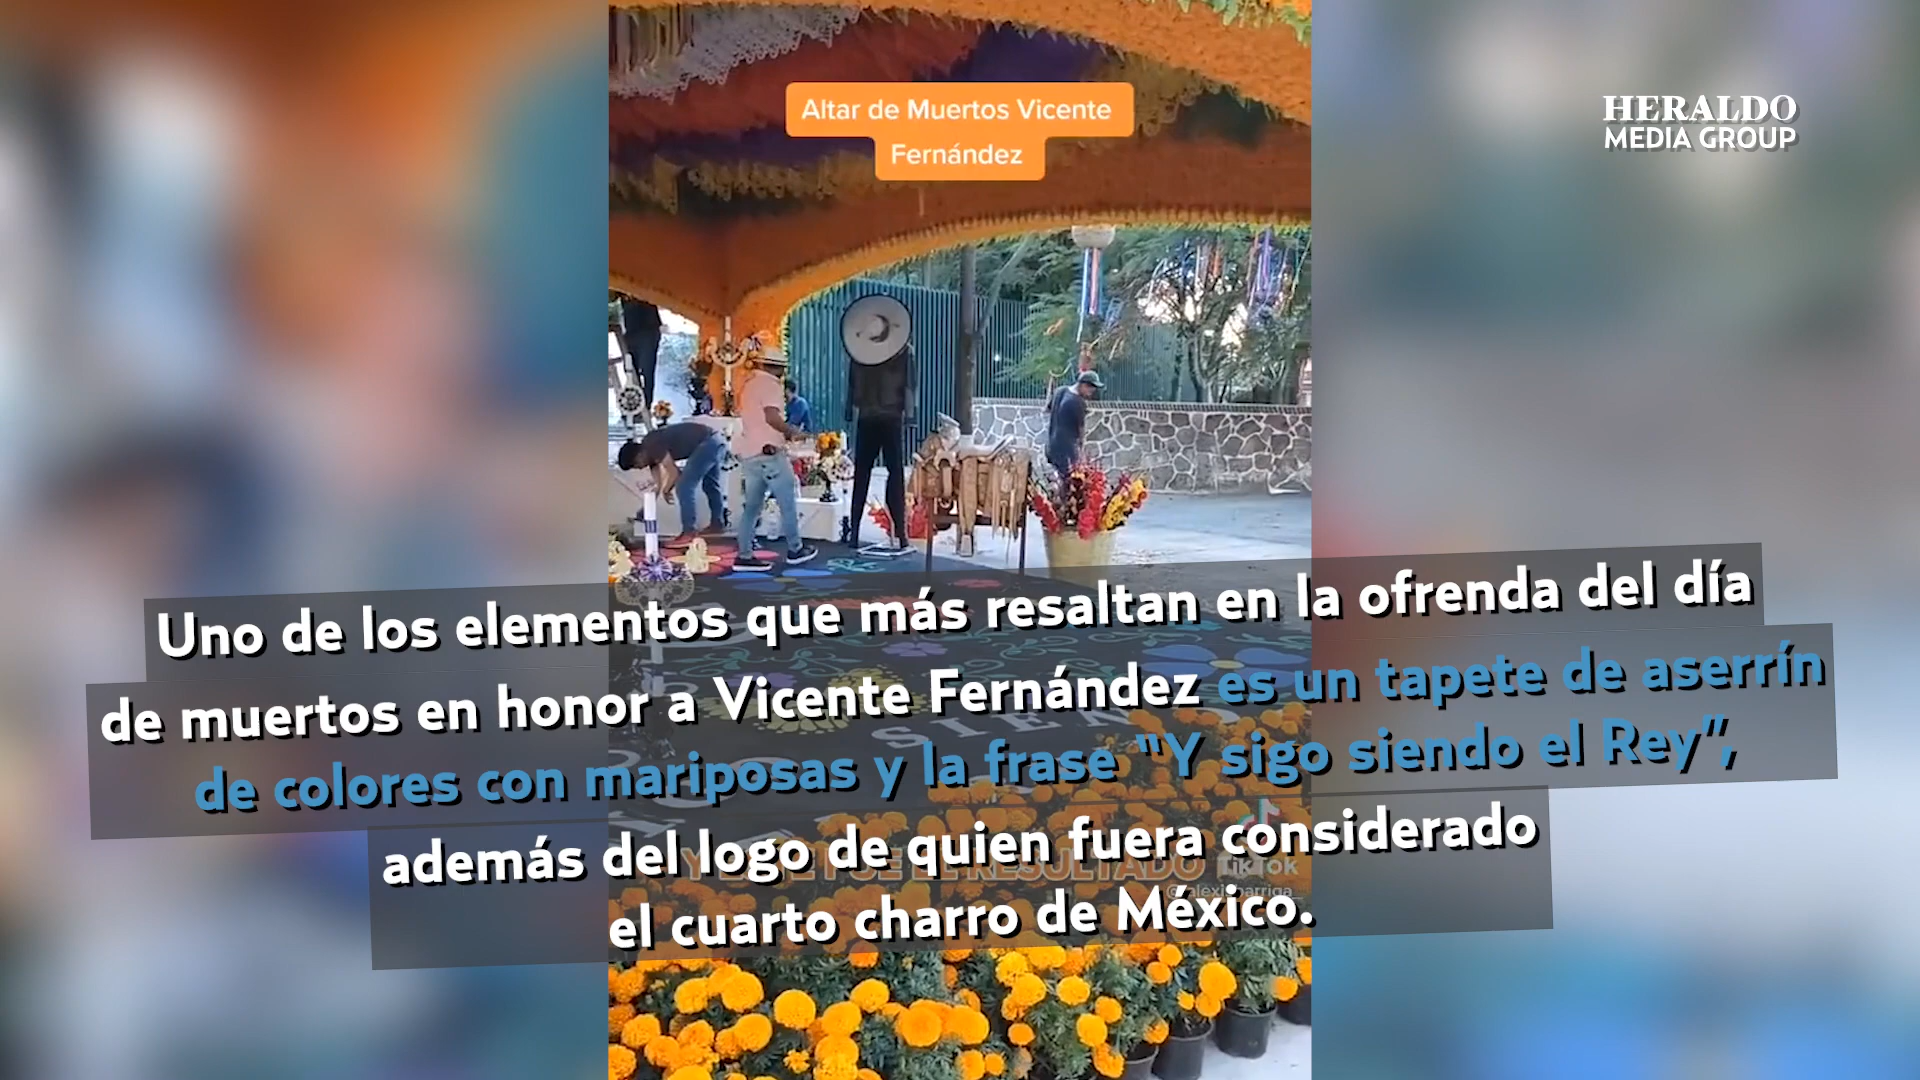 Altar de Muertos Vicente
Fernández
HERALDO
MEDIA GROUP
Uno de los elementos que más resaltan en la ofrenda del día
de muertos en honor a Vicente Fernández es un tapete de aserrín
de colores con mariposas y la frase “Y sigo siendo el Rey”,
además del logo de quien fuera considerado
el cuarto charro de México.
TikTok